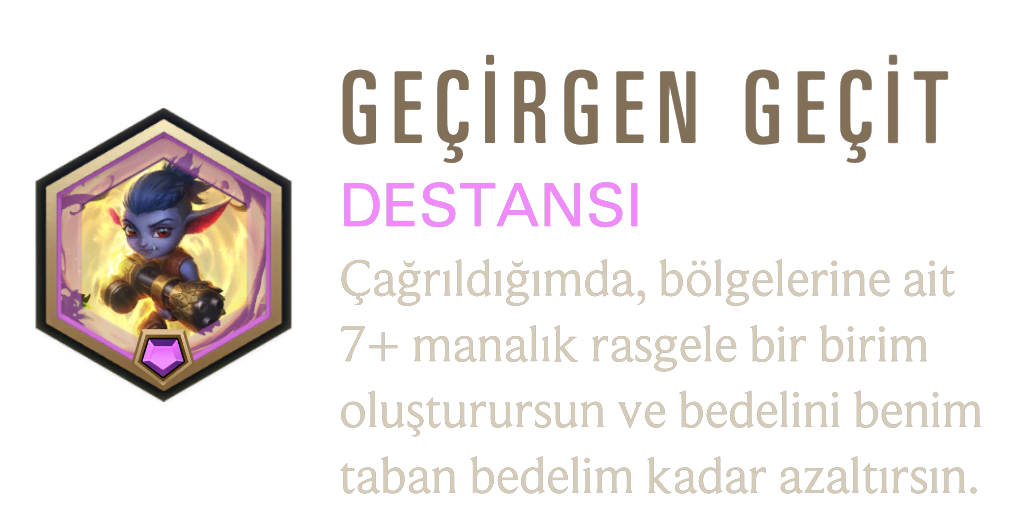 GEÇİRGEN GEÇİT
DESTANSI
Çağrıldığımda, bölgelerine ait
7+ manalık rasgele bir birim
oluşturursun ve bedelini benim
taban bedelim kadar azaltırsın.